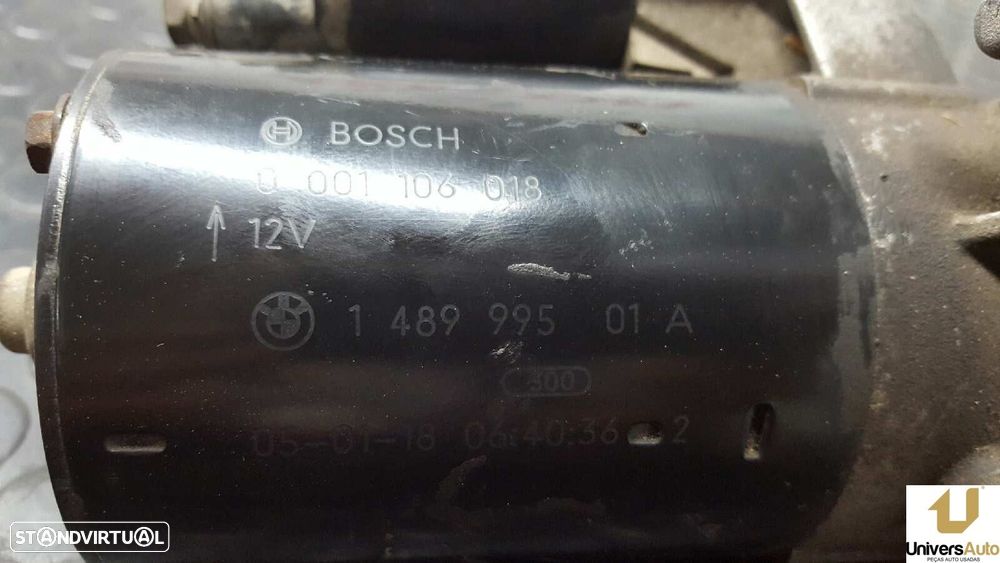 BOSCH
0 001 106 018
12V
1 489 995 01 A
300
05-01-18 06:40:36 2
STANDVIRTUAL
UniversAuto
PEÇAS AUTO USADAS